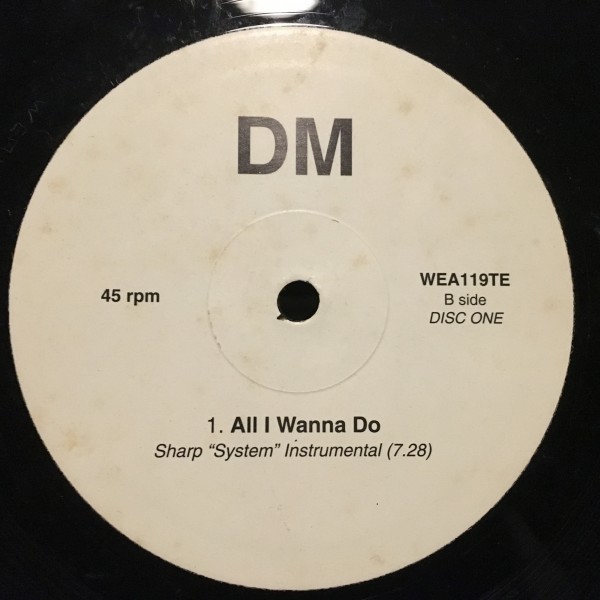 DM
45 rpm
WEA119TE
B side
DISC ONE
1. All I Wanna Do
Sharp “System” Instrumental (7.28)